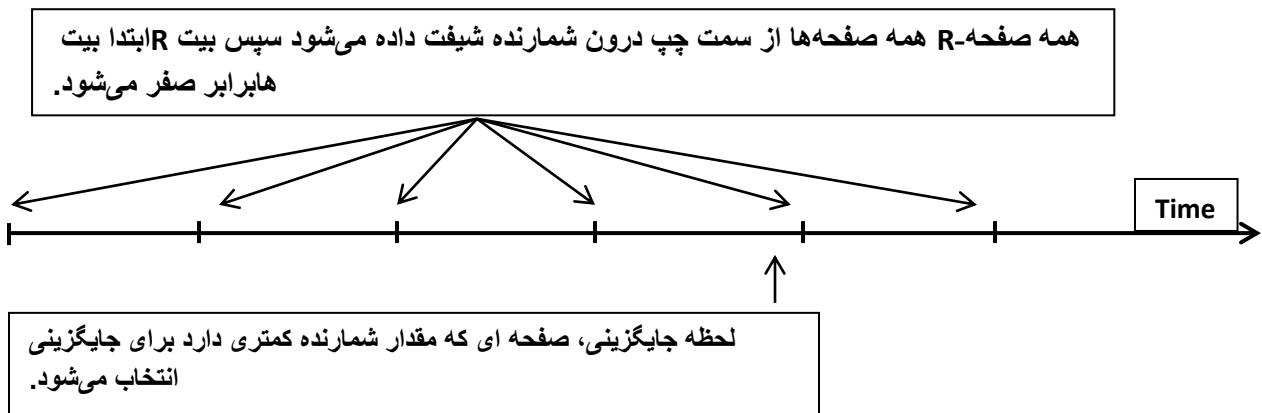 ابتدا بیت R همه صفحه‌ها از سمت چپ درون شمارنده شیفت داده می‌شود سپس بیت R-همه صفحه
هابرابر صفر می‌شود.
Time
لحظه جایگزینی، صفحه ای که مقدار شمارنده کمتری دارد برای جایگزینی
انتخاب می‌شود.